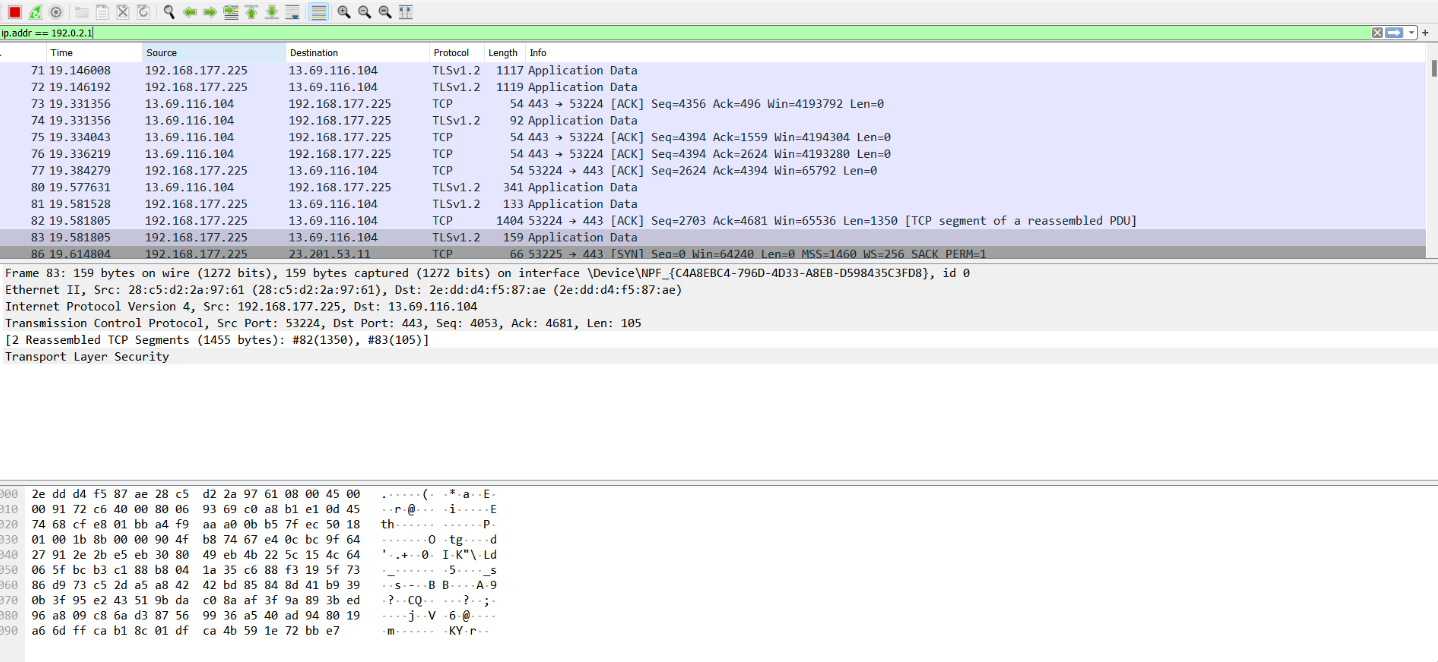 ip.addr == 192.0.2.1
Time Source Destination Protocol Length Info
71 19.146008 192.168.177.225 13.69.116.104 TLSv1.2 1117 Application Data
72 19.146192 192.168.177.225 13.69.116.104 TLSv1.2 1119 Application Data
73 19.331356 13.69.116.104 192.168.177.225 TCP 54 443 → 53224 [ACK] Seq=4356 Ack=496 Win=4193792 Len=0
74 19.331356 13.69.116.104 192.168.177.225 TLSv1.2 92 Application Data
75 19.334043 13.69.116.104 192.168.177.225 TCP 54 443 → 53224 [ACK] Seq=4394 Ack=1559 Win=4194304 Len=0
76 19.336219 13.69.116.104 192.168.177.225 TCP 54 443 → 53224 [ACK] Seq=4394 Ack=2624 Win=4193280 Len=0
77 19.384279 192.168.177.225 13.69.116.104 TCP 54 53224 → 443 [ACK] Seq=2624 Ack=4394 Win=65792 Len=0
80 19.577631 13.69.116.104 192.168.177.225 TLSv1.2 341 Application Data
81 19.581528 192.168.177.225 13.69.116.104 TLSv1.2 133 Application Data
82 19.581805 192.168.177.225 13.69.116.104 TCP 1404 53224 → 443 [ACK] Seq=2703 Ack=4681 Win=65536 Len=1350 [TCP segment of a reassembled PDU]
83 19.581805 192.168.177.225 13.69.116.104 TLSv1.2 159 Application Data
86 19.614804 192.168.177.225 23.201.53.11 TCP 66 53225 → 443 [SYN] Seq=0 Win=64240 Len=0 MSS=1460 WS=256 SACK_PERM=1
Frame 83: 159 bytes on wire (1272 bits), 159 bytes captured (1272 bits) on interface \Device\NPF_{C4A8EBC4-796D-4D33-A8EB-D598435C3FD8}, id 0
Ethernet II, Src: 28:c5:d2:2a:97:61 (28:c5:d2:2a:97:61), Dst: 2e:dd:d4:f5:87:ae (2e:dd:d4:f5:87:ae)
Internet Protocol Version 4, Src: 192.168.177.225, Dst: 13.69.116.104
Transmission Control Protocol, Src Port: 53224, Dst Port: 443, Seq: 4053, Ack: 4681, Len: 105
[2 Reassembled TCP Segments (1455 bytes): #82(1350), #83(105)]
Transport Layer Security
000 2e dd d4 f5 87 ae 28 c5 d2 2a 97 61 08 00 45 00 .·····(· ·*·a··E·
010 00 91 72 c6 40 00 80 06 93 69 c0 a8 b1 e1 0d 45 ··r·@··· ·i·····E
020 74 68 cf e8 01 bb a4 f9 aa a0 0b b5 7f ec 50 18 th······ ······P·
030 01 00 1b 8b 00 00 90 4f b8 74 67 e4 0c bc 9f 64 ·······O ·tg····d
040 27 91 2e 2b e5 eb 30 80 49 eb 4b 22 5c 15 4c 64 '·.+··0· I·K"\·Ld
050 06 5f bc b3 c1 88 b8 04 1a 35 c6 88 f3 19 5f 73 ·_······ ·5····_s
060 86 d9 73 c5 2d a5 a8 42 42 bd 85 84 8d 41 b9 39 ··s·-··B B····A·9
070 0b 3f 95 e2 43 51 9b da c0 8a af 3f 9a 89 3b ed ·?··CQ·· ···?··;·
080 96 a8 09 c8 6a d3 87 56 99 36 a5 40 ad 94 80 19 ····j··V ·6·@····
090 a6 6d ff ca b1 8c 01 df ca 4b 59 1e 72 bb e7 ·m······ ·KY·r··